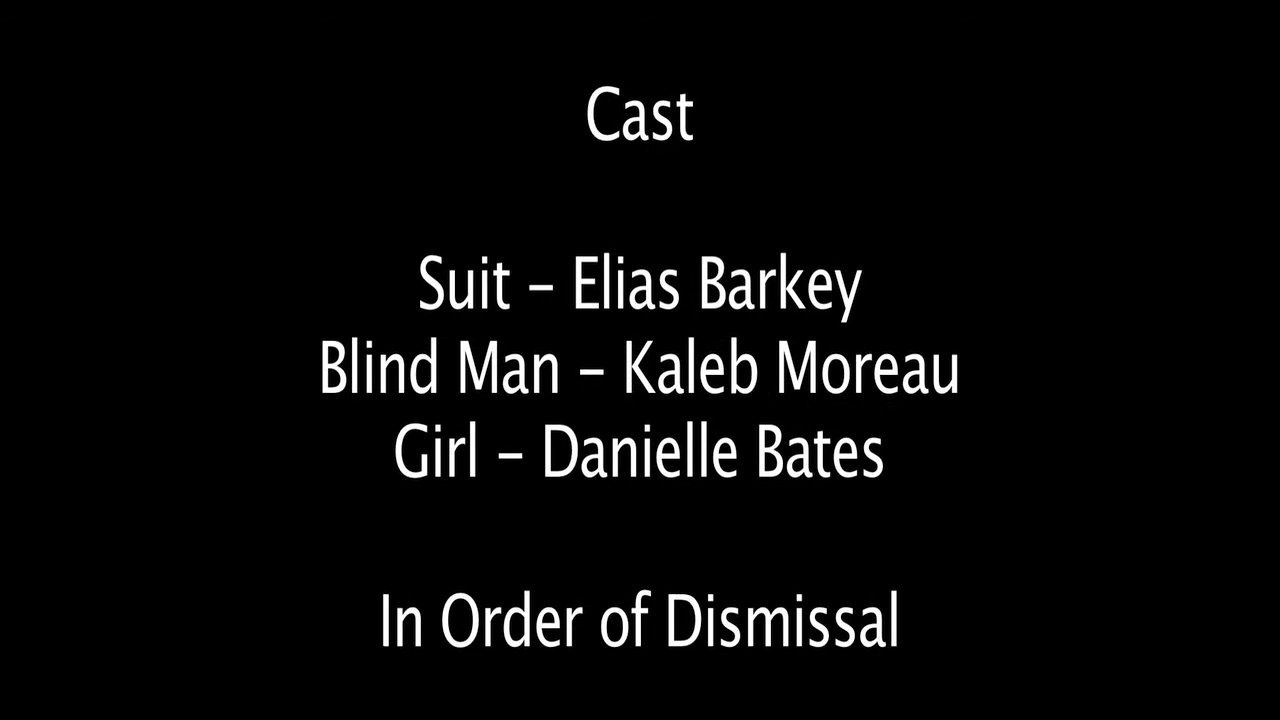 Cast
Suit – Elias Barkey
Blind Man – Kaleb Moreau
Girl – Danielle Bates
In Order of Dismissal